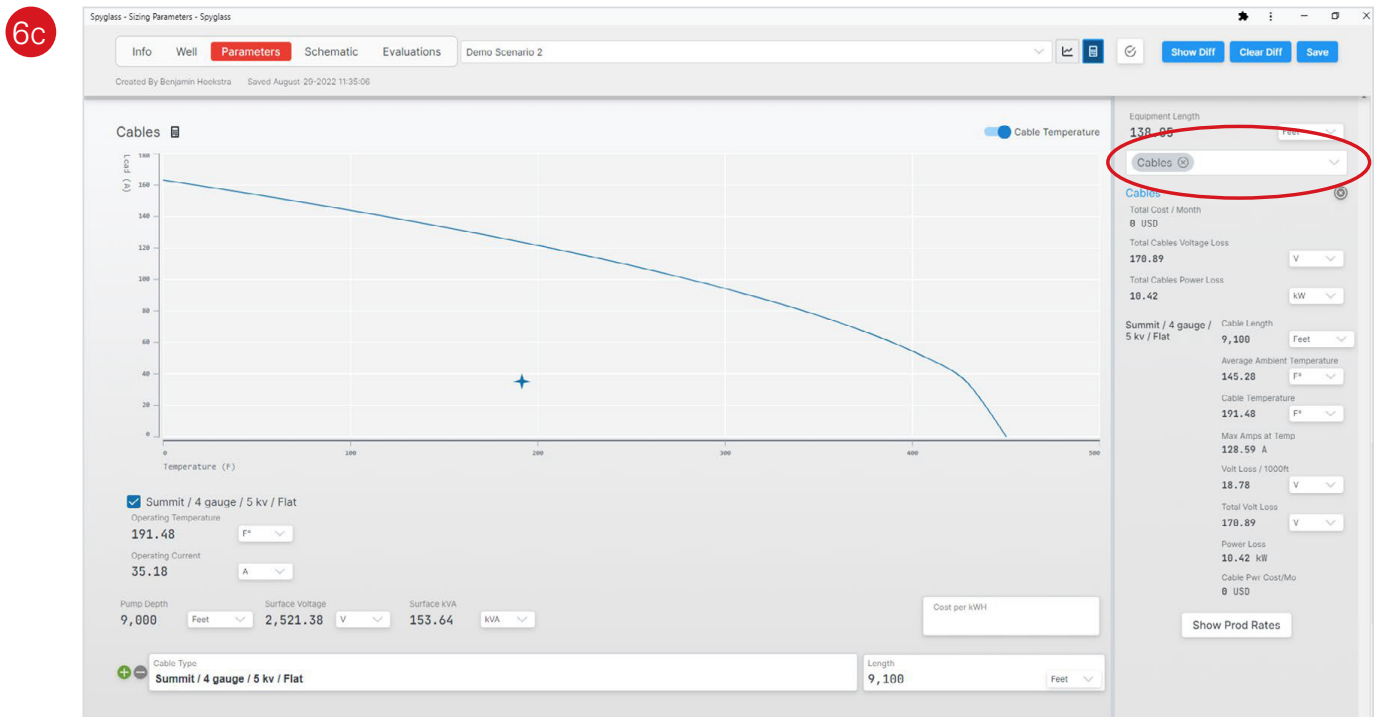 6c
Spyglass - Sizing Parameters - Spyglass
Info Well Parameters Schematic Evaluations Demo Scenario 2 Show Diff Clear Diff Save
Created By Benjamin Hoekstra Saved August 29-2022 11:35:06
Cables
Cable Temperature
Load (A)
180
160
140
120
100
80
60
40
20
0
0 100 200 300 400 500
Temperature (F)
Summit / 4 gauge / 5 kv / Flat
Operating Temperature
191.48 F°
Operating Current
35.18 A
Pump Depth Surface Voltage Surface kVA
9,000 Feet 2,521.38 V 153.64 kVA
Cost per kWH
Cable Type
Summit / 4 gauge / 5 kv / Flat
Length
9,100 Feet
Equipment Length
138.05 Feet
Cables
Cables
Total Cost / Month
0 USD
Total Cables Voltage Loss
170.89 V
Total Cables Power Loss
10.42 kW
Summit / 4 gauge /
5 kv / Flat
Cable Length
9,100 Feet
Average Ambient Temperature
145.28 F°
Cable Temperature
191.48 F°
Max Amps at Temp
128.59 A
Volt Loss / 1000ft
18.78 V
Total Volt Loss
170.89 V
Power Loss
10.42 kW
Cable Pwr Cost/Mo
0 USD
Show Prod Rates